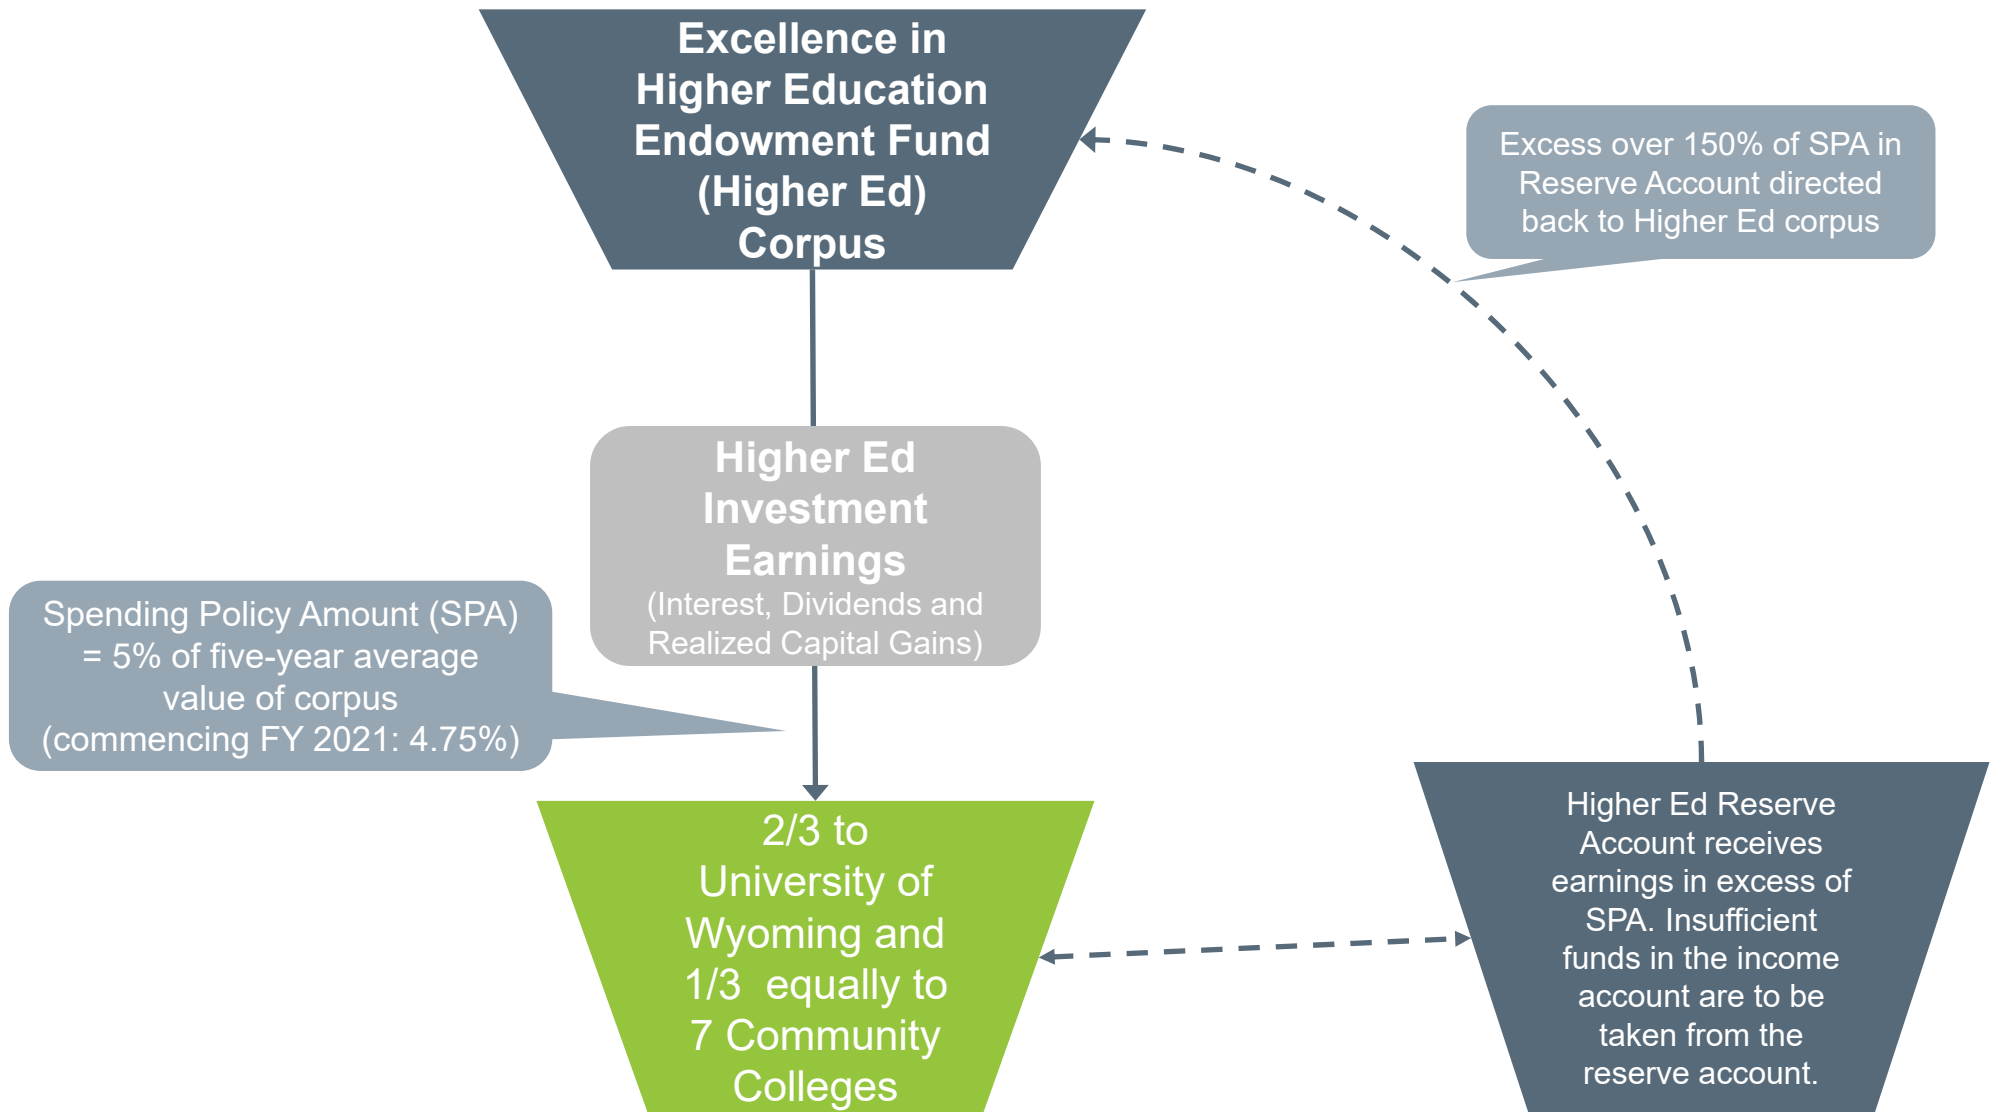 Excellence in
Higher Education
Endowment Fund
(Higher Ed)
Corpus
Excess over 150% of SPA in
Reserve Account directed
back to Higher Ed corpus
Higher Ed
Investment
Earnings
(Interest, Dividends and
Realized Capital Gains)
Spending Policy Amount (SPA)
= 5% of five-year average
value of corpus
(commencing FY 2021: 4.75%)
2/3 to
University of
Wyoming and
1/3  equally to
7 Community
Colleges
Higher Ed Reserve
Account receives
earnings in excess of
SPA. Insufficient
funds in the income
account are to be
taken from the
reserve account.